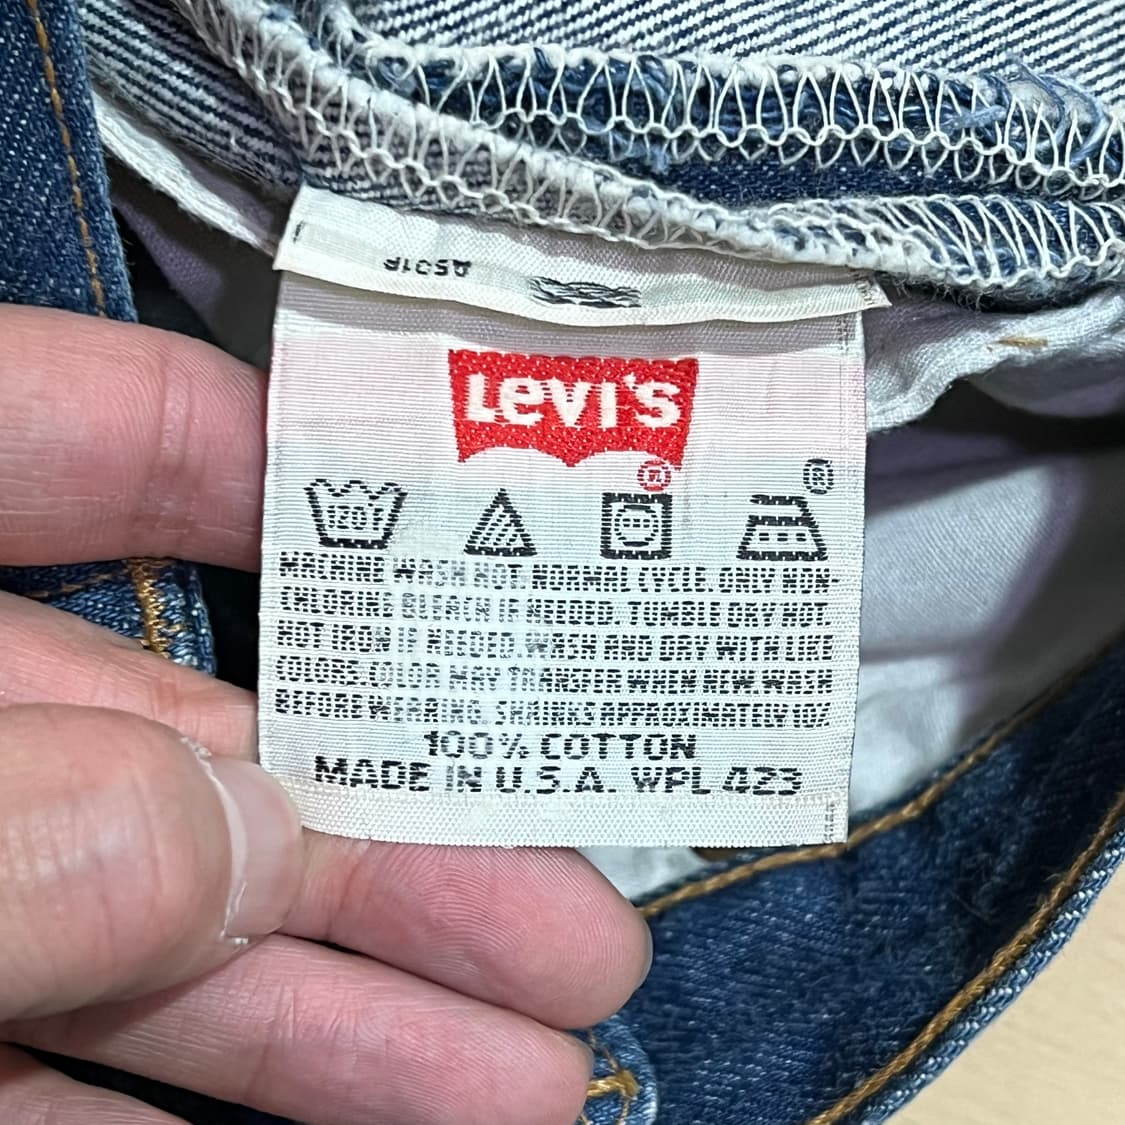 LEVI'S
®
®
120°F
MACHINE WASH HOT. NORMAL CYCLE. ONLY NON-
CHLORINE BLEACH IF NEEDED. TUMBLE DRY HOT.
HOT IRON IF NEEDED. WASH AND DRY WITH LIKE
COLORS. COLOR MAY TRANSFER WHEN NEW. WASH
BEFORE WEARING. SHRINKS APPROXIMATELY 10%
100% COTTON
MADE IN U.S.A. WPL 423